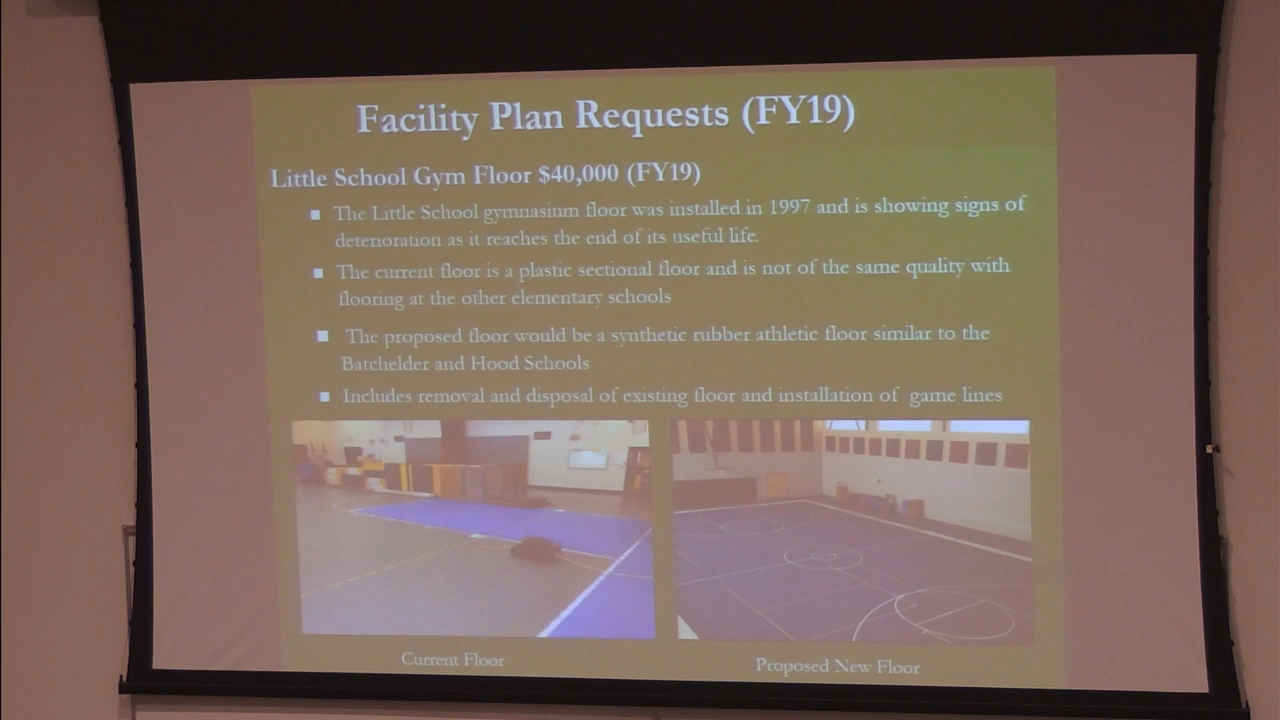 Facility Plan Requests (FY19)
Little School Gym Floor $40,000 (FY19)
The Little School gymnasium floor was installed in 1997 and is showing signs of
deterioration as it reaches the end of its useful life.
The current floor is a plastic sectional floor and is not of the same quality with
flooring at the other elementary schools
The proposed floor would be a synthetic rubber athletic floor similar to the
Batchelder and Hood Schools
Includes removal and disposal of existing floor and installation of game lines
Current Floor
Proposed New Floor